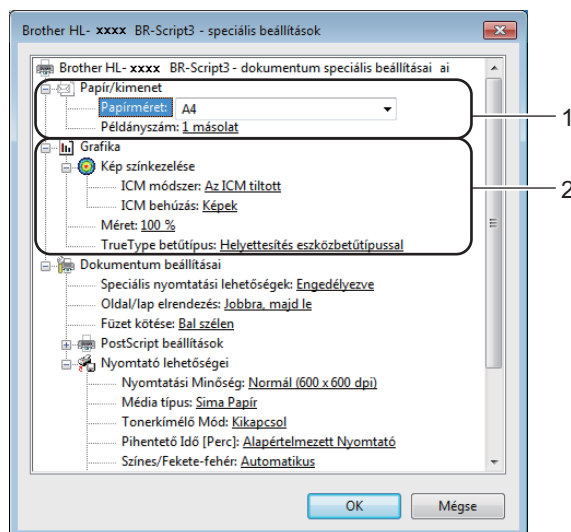 Brother HL- xxxx BR-Script3 - speciális beállítások
Brother HL- xxxx BR-Script3 - dokumentum speciális beállításai ai
Papír/kimenet
Papírméret: A4
Példányszám: 1 másolat
1
Grafika
Kép színkezelése
ICM módszer: Az ICM tiltott
2
ICM behúzás: Képek
Méret: 100 %
TrueType betűtípus: Helyettesítés eszközbetűtípussal
Dokumentum beállításai
Speciális nyomtatási lehetőségek: Engedélyezve
Oldal/lap elrendezés: Jobbra, majd le
Füzet kötése: Bal szélen
PostScript beállítások
Nyomtató lehetőségei
Nyomtatási Minőség: Normál (600 x 600 dpi)
Média típus: Sima Papír
Tonerkímélő Mód: Kikapcsol
Pihentető Idő [Perc]: Alapértelmezett Nyomtató
Színes/Fekete-fehér: Automatikus
OK Mégse